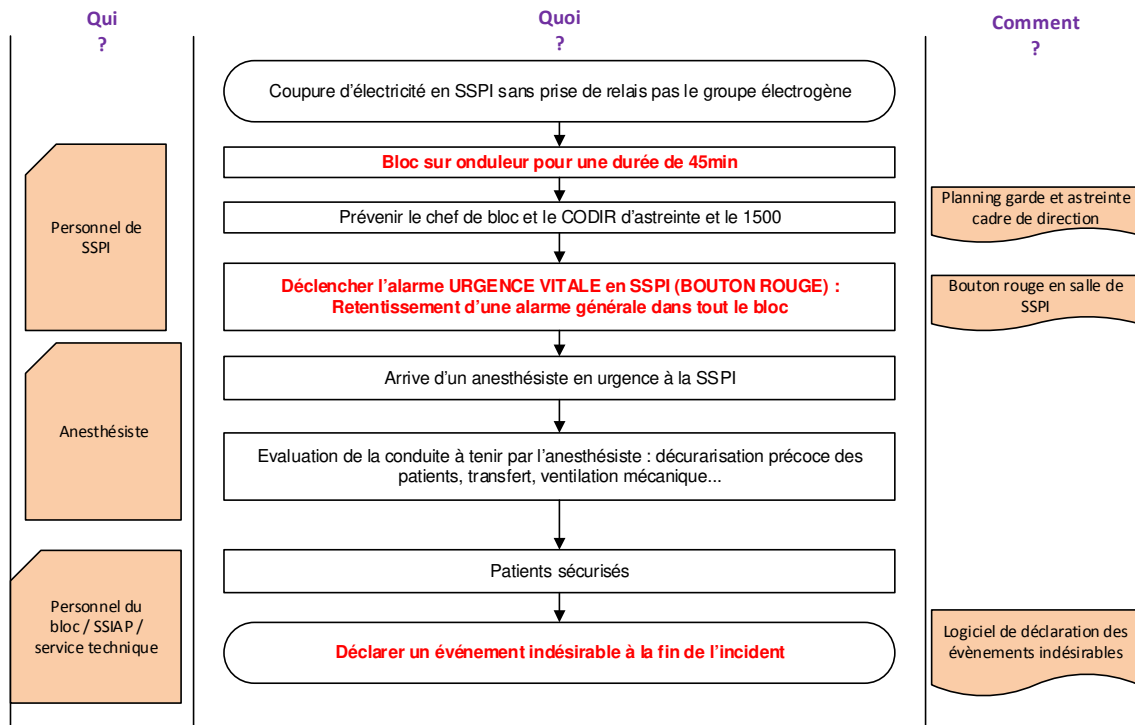 Qui
?
Quoi
?
Comment
?
Coupure d'électricité en SSPI sans prise de relais pas le groupe électrogène
Bloc sur onduleur pour une durée de 45min
Personnel de
SSPI
Prévenir le chef de bloc et le CODIR d'astreinte et le 1500
Planning garde et astreinte
cadre de direction
Déclencher l'alarme URGENCE VITALE en SSPI (BOUTON ROUGE) :
Retentissement d'une alarme générale dans tout le bloc
Bouton rouge en salle de
SSPI
Anesthésiste
Arrive d'un anesthésiste en urgence à la SSPI
Evaluation de la conduite à tenir par l'anesthésiste : décurarisation précoce des
patients, transfert, ventilation mécanique...
Personnel du
bloc / SSIAP /
service technique
Patients sécurisés
Déclarer un événement indésirable à la fin de l'incident
Logiciel de déclaration des
évènements indésirables